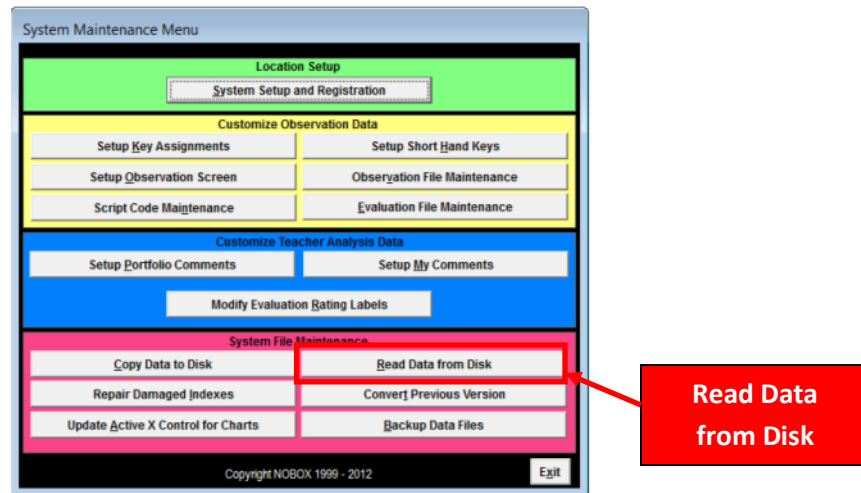 System Maintenance Menu
Location Setup
System Setup and Registration
Customize Observation Data
Setup Key Assignments
Setup Short Hand Keys
Setup Observation Screen
Observation File Maintenance
Script Code Maintenance
Evaluation File Maintenance
Customize Teacher Analysis Data
Setup Portfolio Comments
Setup My Comments
Modify Evaluation Rating Labels
System File Maintenance
Copy Data to Disk
Read Data from Disk
Repair Damaged Indexes
Convert Previous Version
Update Active X Control for Charts
Backup Data Files
Copyright NOBOX 1999 - 2012
Exit
Read Data
from Disk